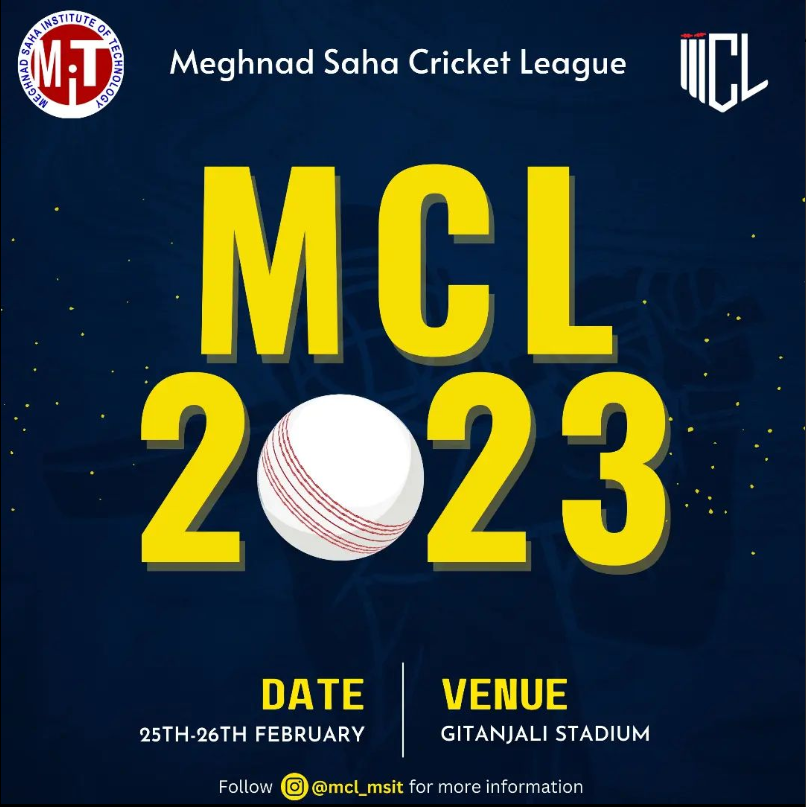 MEGHNAD SAHA INSTITUTE OF TECHNOLOGY
MiT
Meghnad Saha Cricket League
MCL
MCL
2023
DATE
25TH-26TH FEBRUARY
VENUE
GITANJALI STADIUM
Follow @mcl_msit for more information